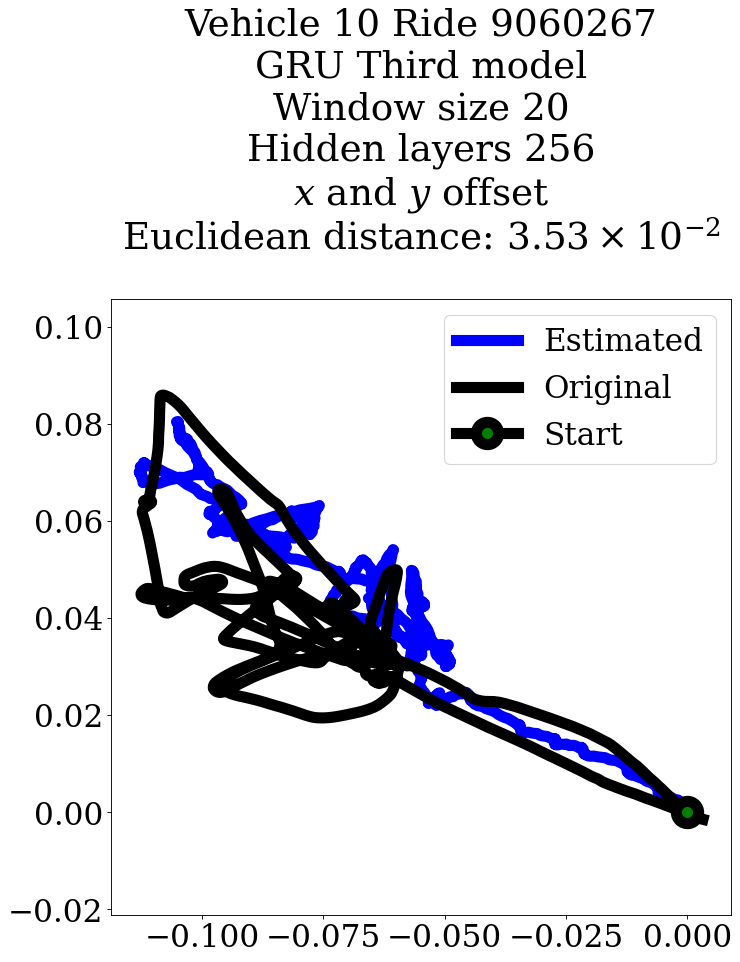 Vehicle 10 Ride 9060267
GRU Third model
Window size 20
Hidden layers 256
x and y offset
Euclidean distance: 3.53 × 10⁻²
Estimated
Original
Start
0.10
0.08
0.06
0.04
0.02
0.00
−0.02
−0.100 −0.075 −0.050 −0.025 0.000